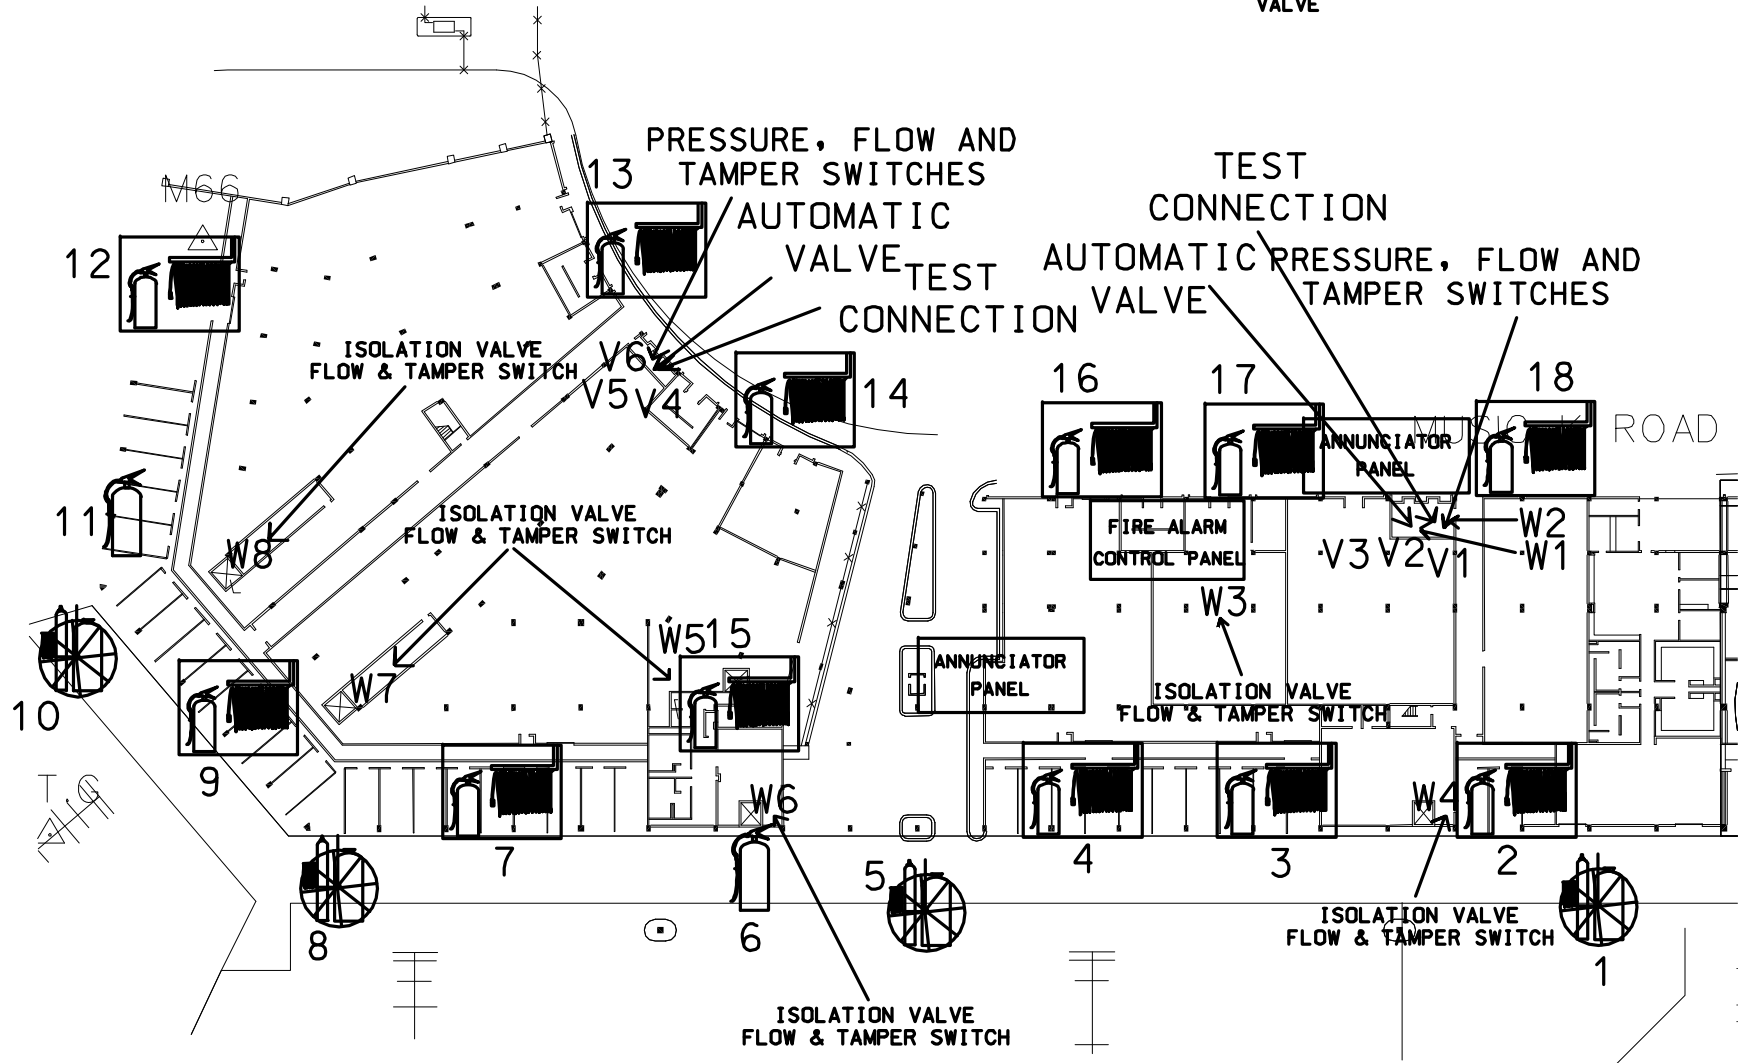 VALVE
PRESSURE, FLOW AND
TAMPER SWITCHES
AUTOMATIC
VALVE
TEST
CONNECTION
TEST
CONNECTION
AUTOMATIC
VALVE
PRESSURE, FLOW AND
TAMPER SWITCHES
M66
13
12
ISOLATION VALVE
FLOW & TAMPER SWITCH
V6
V5
V4
14
16
17
18
ROAD
ANNUNCIATOR
PANEL
11
ISOLATION VALVE
FLOW & TAMPER SWITCH
W8
FIRE ALARM
CONTROL PANEL
V3
V2
V1
W2
W1
W3
W5
15
ANNUNCIATOR
PANEL
W7
ISOLATION VALVE
FLOW & TAMPER SWITCH
10
9
T G
W6
W4
7
4
3
2
5
8
6
ISOLATION VALVE
FLOW & TAMPER SWITCH
1
ISOLATION VALVE
FLOW & TAMPER SWITCH